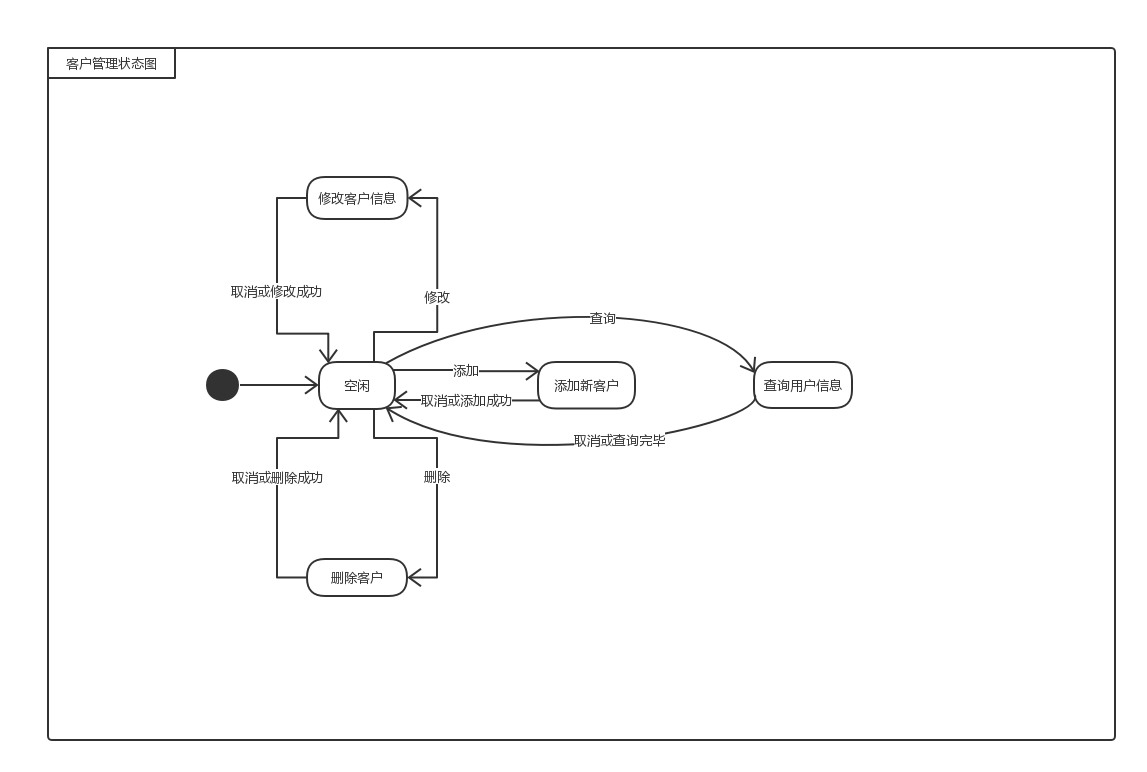 客户管理状态图
修改客户信息
取消或修改成功
修改
查询
添加
空闲
添加新客户
查询用户信息
取消或添加成功
取消或查询完毕
取消或删除成功
删除
删除客户